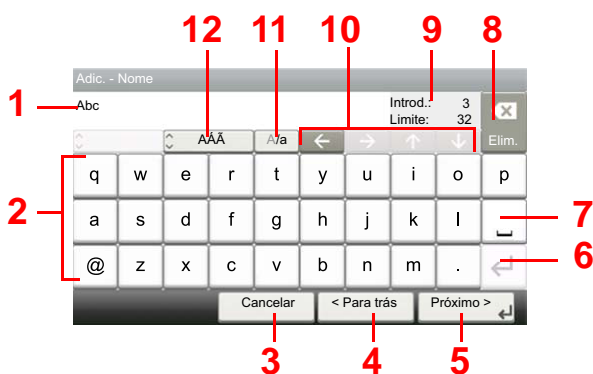 12 11 10 9 8
Adic. - Nome
1 Abc Introd.: 3
Limite: 32
AÁÃ A/a ← → ↑ ↓ Elim.
q w e r t y u i o p
2 a s d f g h j k l 7
@ z x c v b n m . 6
Cancelar < Para trás Próximo >
3 4 5